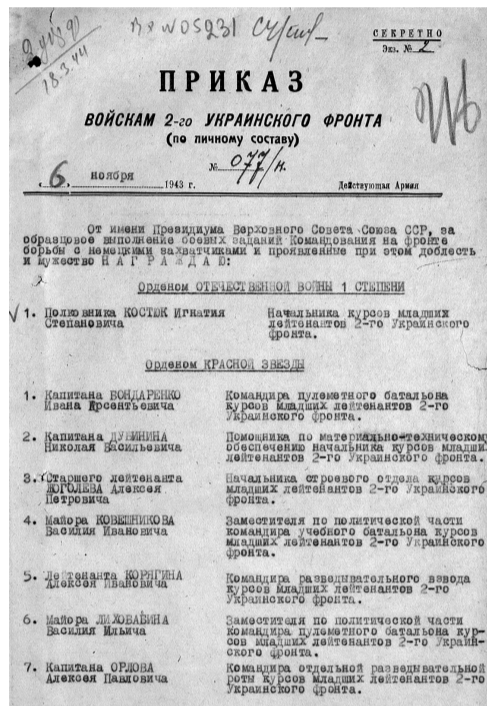 18.3.44
СЕКРЕТНО
Экз. № 2
ПРИКАЗ
ВОЙСКАМ 2-го УКРАИНСКОГО ФРОНТА
(по личному составу)
№ 077/н.
„6 ноября 1943 г. Действующая Армия
От имени Президиума Верховного Совета Союза ССР, за
образцовое выполнение боевых заданий Командования на фронте
борьбы с немецкими захватчиками и проявленные при этом доблесть
и мужество Н А Г Р А Ж Д А Ю:
Орденом ОТЕЧЕСТВЕННОЙ ВОЙНЫ 1 СТЕПЕНИ
1. Полковника КОСТЮК Игнатия
Степановича
Начальника курсов младших
лейтенантов 2-го Украинского
фронта.
Орденом КРАСНОЙ ЗВЕЗДЫ
1. Капитана БОНДАРЕНКО
Ивана Арсентьевича
Командира пулеметного батальона
курсов младших лейтенантов 2-го
Украинского фронта.
2. Капитана ДУБИНИНА
Николая Васильевича
Помощника по материально-техническому
обеспечению начальника курсов младших
лейтенантов 2-го Украинского фронта.
3. Старшего лейтенанта
Алексея
Петровича
Начальника строевого отдела курсов
младших лейтенантов 2-го Украинского
фронта.
4. Майора КОВЕШНИКОВА
Василия Ивановича
Заместителя по политической части
командира учебного батальона курсов
младших лейтенантов 2-го Украинского
фронта.
5. Лейтенанта КОРЯГИНА
Алексея Ивановича
Командира разведывательного взвода
курсов младших лейтенантов 2-го
Украинского фронта.
6. Майора
Василия Ильича
Заместителя по политической части
командира пулеметного батальона кур-
сов младших лейтенантов 2-го Украин-
ского фронта.
7. Капитана ОРЛОВА
Алексея Павловича
Командира отдельной разведывательной
роты курсов младших лейтенантов 2-го
Украинского фронта.